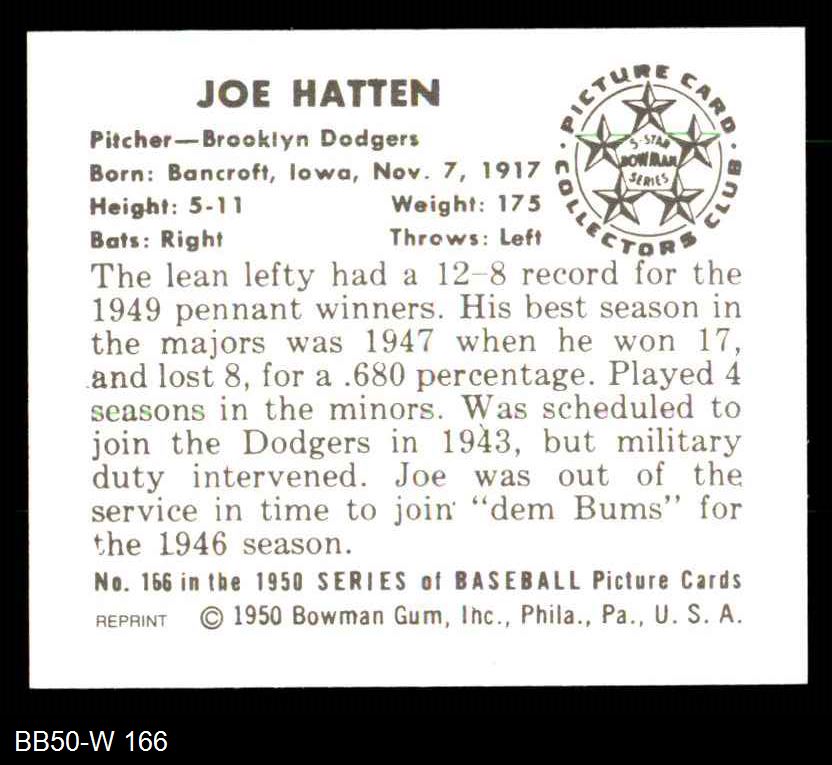 JOE HATTEN
Pitcher—Brooklyn Dodgers
Born: Bancroft, Iowa, Nov. 7, 1917
Height: 5-11 Weight: 175
Bats: Right Throws: Left
PICTURE CARD
COLLECTORS CLUB
5-STAR
BOWMAN
SERIES
The lean lefty had a 12-8 record for the
1949 pennant winners. His best season in
the majors was 1947 when he won 17,
and lost 8, for a .680 percentage. Played 4
seasons in the minors. Was scheduled to
join the Dodgers in 1943, but military
duty intervened. Joe was out of the
service in time to join "dem Bums" for
the 1946 season.
No. 166 in the 1950 SERIES of BASEBALL Picture Cards
REPRINT © 1950 Bowman Gum, Inc., Phila., Pa., U. S. A.
BB50-W 166